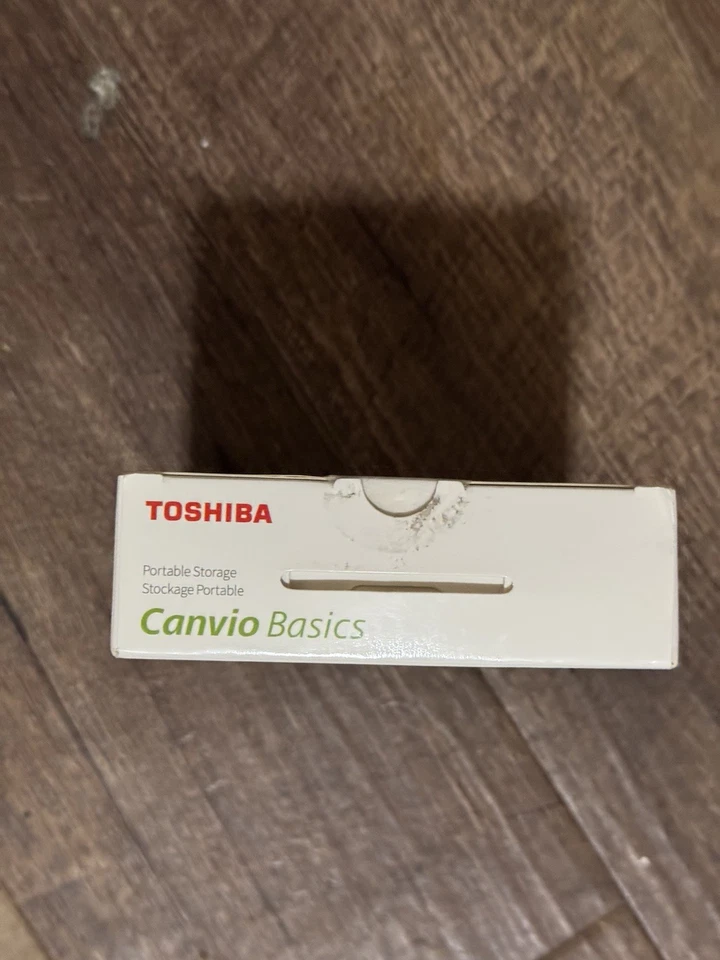 TOSHIBA
Portable Storage
Stockage Portable
Canvio Basics